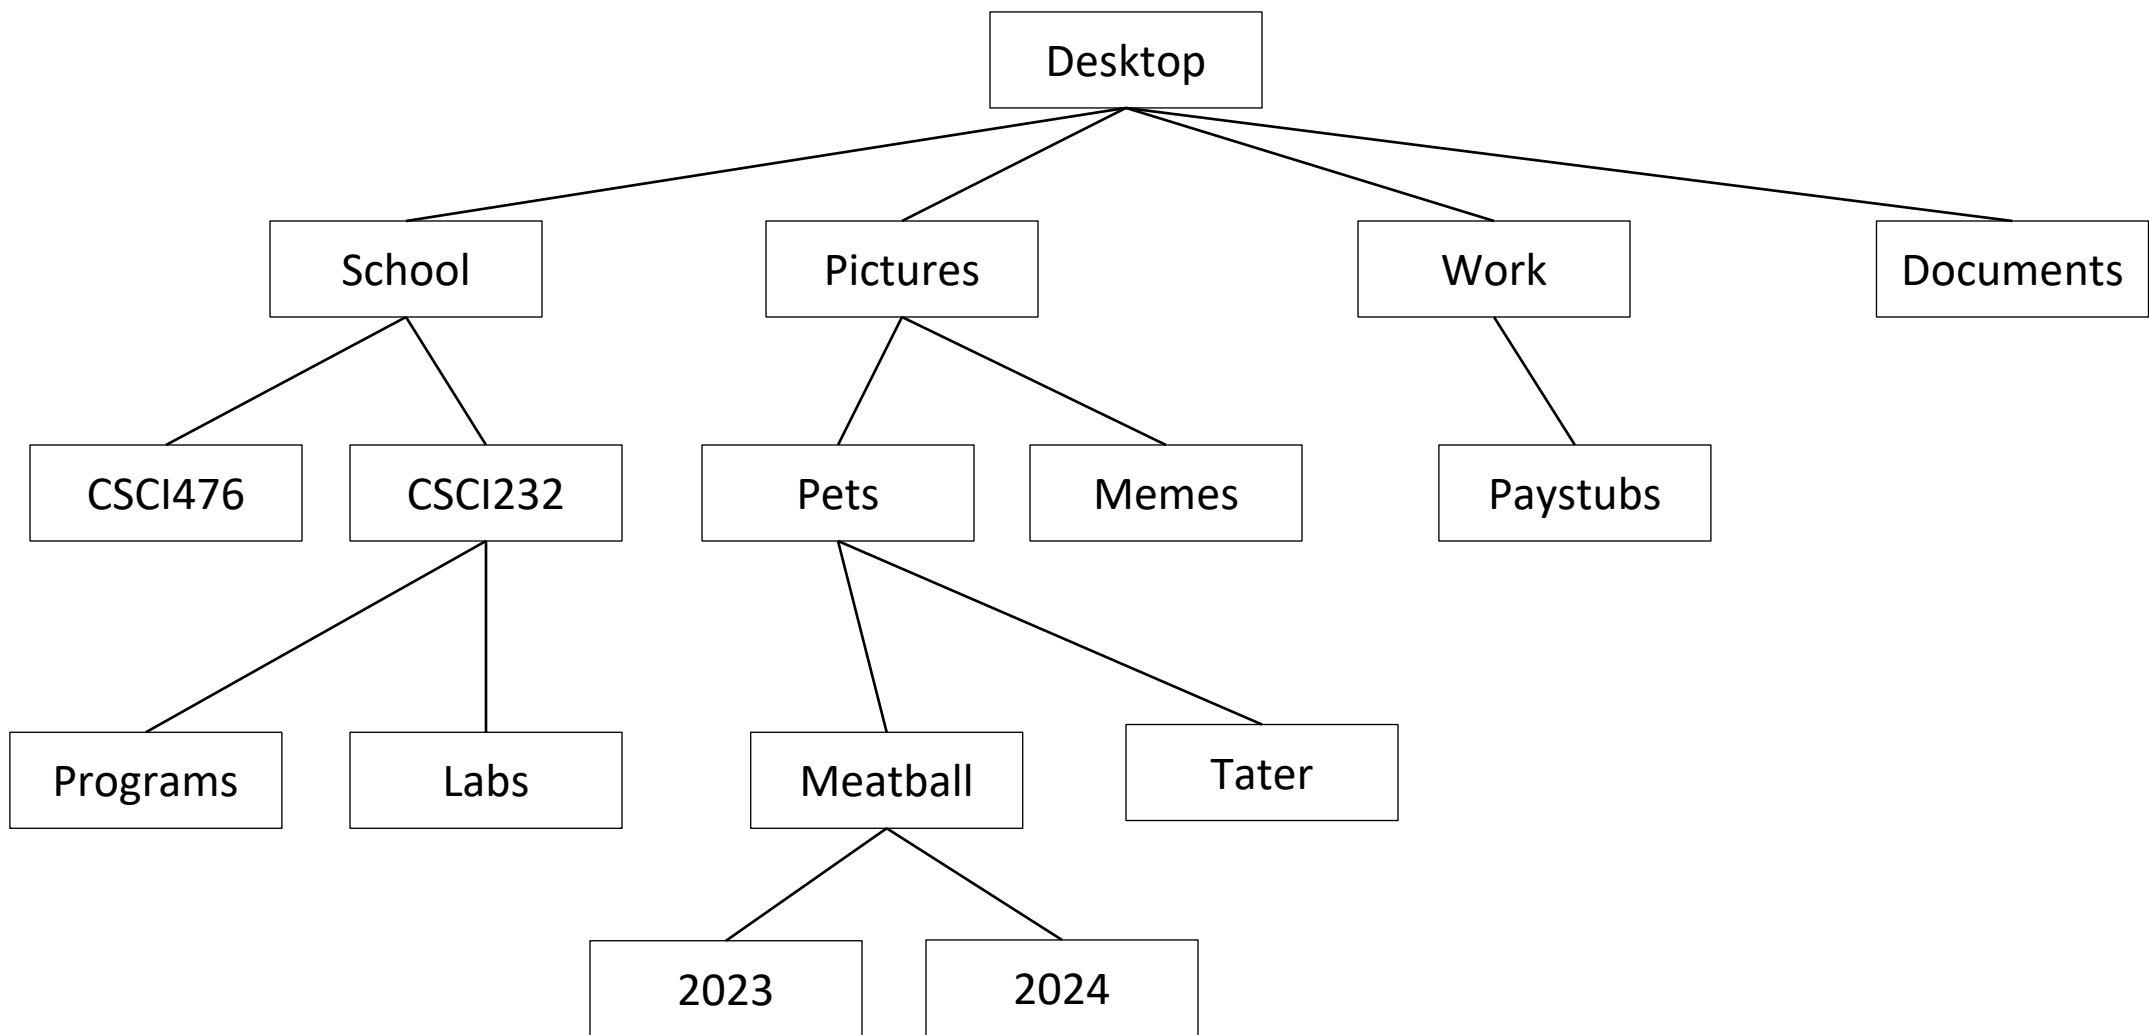 Desktop
School
Pictures
Work
Documents
CSCI476
CSCI232
Pets
Memes
Paystubs
Programs
Labs
Meatball
Tater
2023
2024